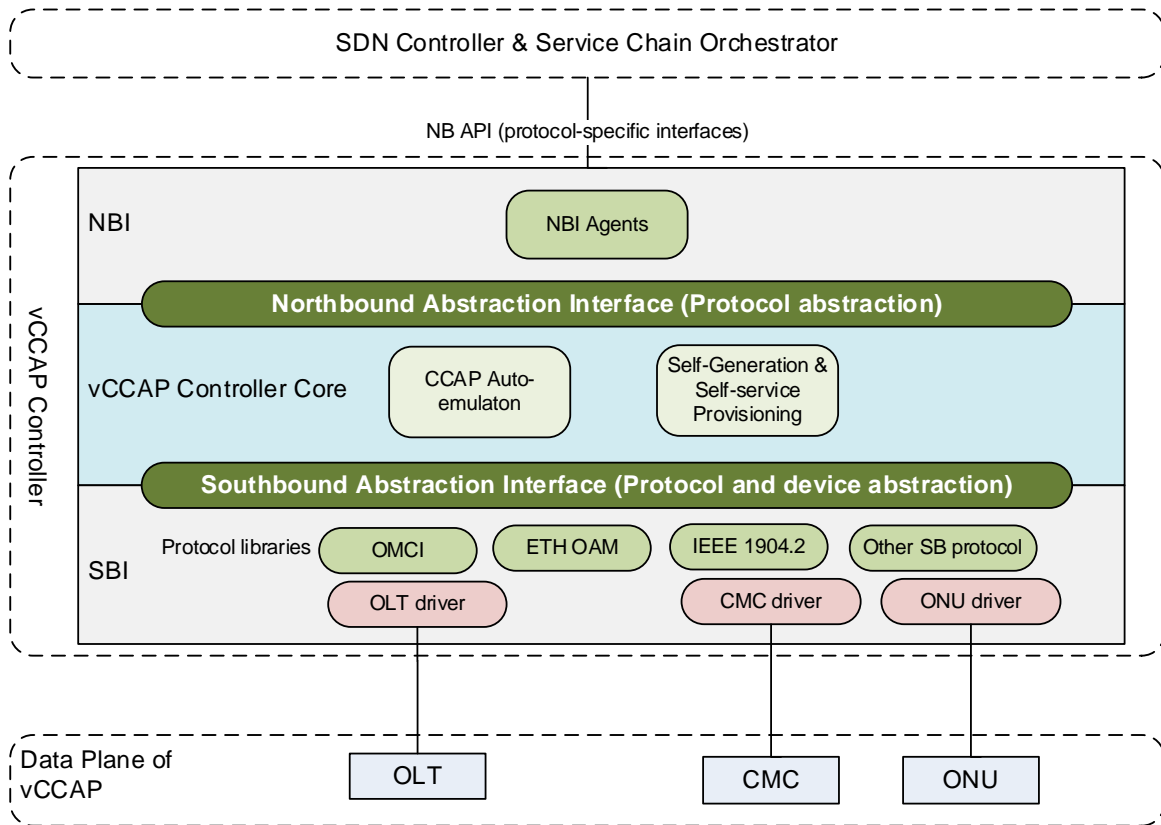 SDN Controller & Service Chain Orchestrator
NB API (protocol-specific interfaces)
vCCAP Controller
NBI
NBI Agents
Northbound Abstraction Interface (Protocol abstraction)
vCCAP Controller Core
CCAP Auto-
emulaton
Self-Generation &
Self-service
Provisioning
Southbound Abstraction Interface (Protocol and device abstraction)
SBI
Protocol libraries
OMCI
ETH OAM
IEEE 1904.2
Other SB protocol
OLT driver
CMC driver
ONU driver
Data Plane of
vCCAP
OLT
CMC
ONU